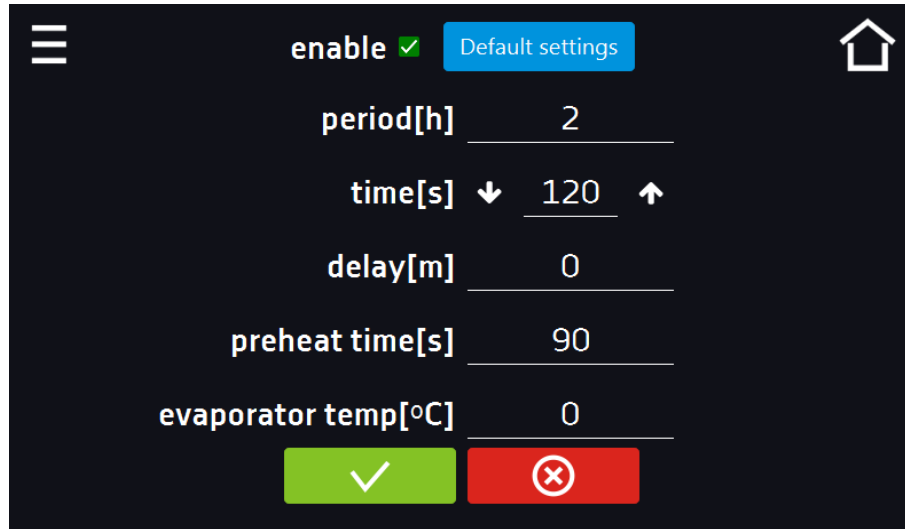 enable Default settings
period[h] 2
time[s] 120
delay[m] 0
preheat time[s] 90
evaporator temp[ºC] 0